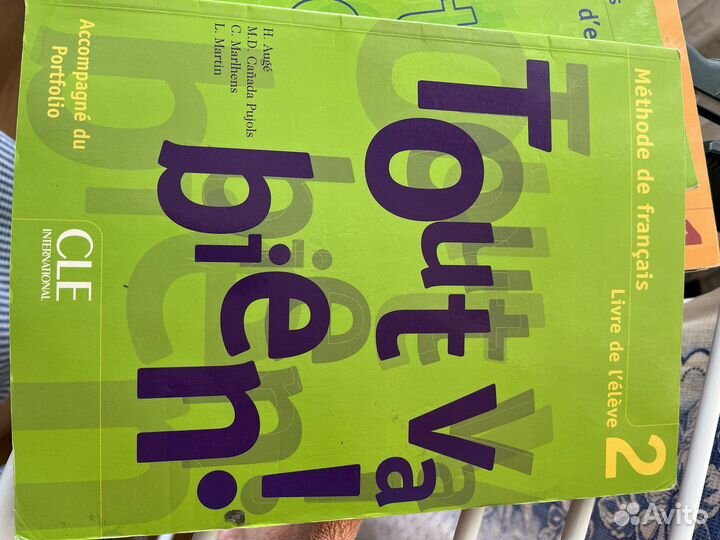 Méthode de français
Livre de l'élève 2
Tout va
bien !
H. Augé
M.D. Cañada Pujols
C. Marlhens
L. Martin
Accompagné du
Portfolio
CLE
INTERNATIONAL
d'e
Avito